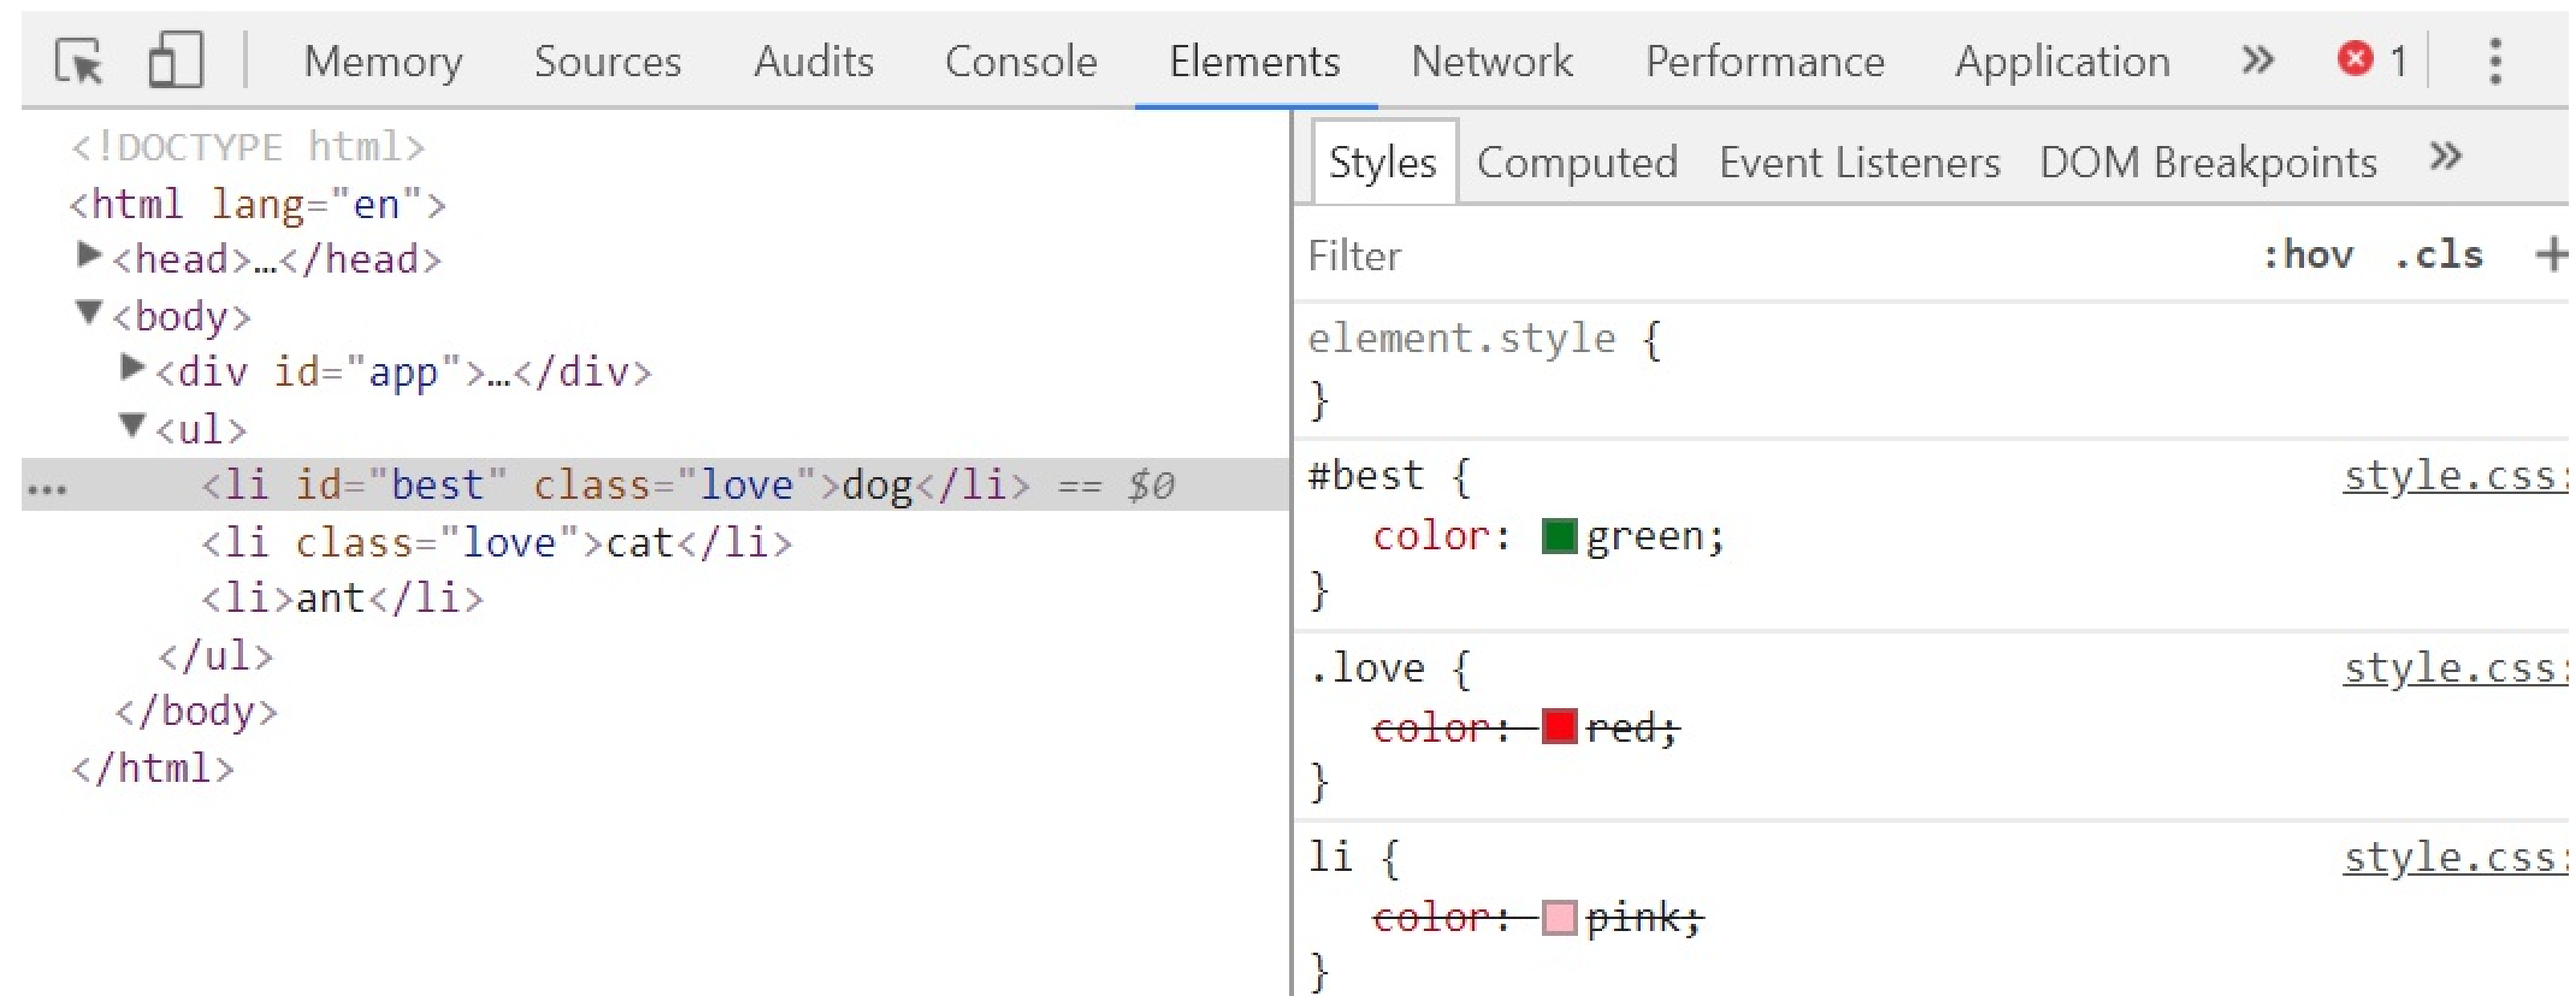 Memory Sources Audits Console Elements Network Performance Application » 1
<!DOCTYPE html>
<html lang="en">
<head>…</head>
<body>
<div id="app">…</div>
<ul>
<li id="best" class="love">dog</li> == $0
<li class="love">cat</li>
<li>ant</li>
</ul>
</body>
</html>
Styles Computed Event Listeners DOM Breakpoints »
Filter :hov .cls +
element.style {
}
#best { style.css:
color: green;
}
.love { style.css:
color: red;
}
li { style.css:
color: pink;
}